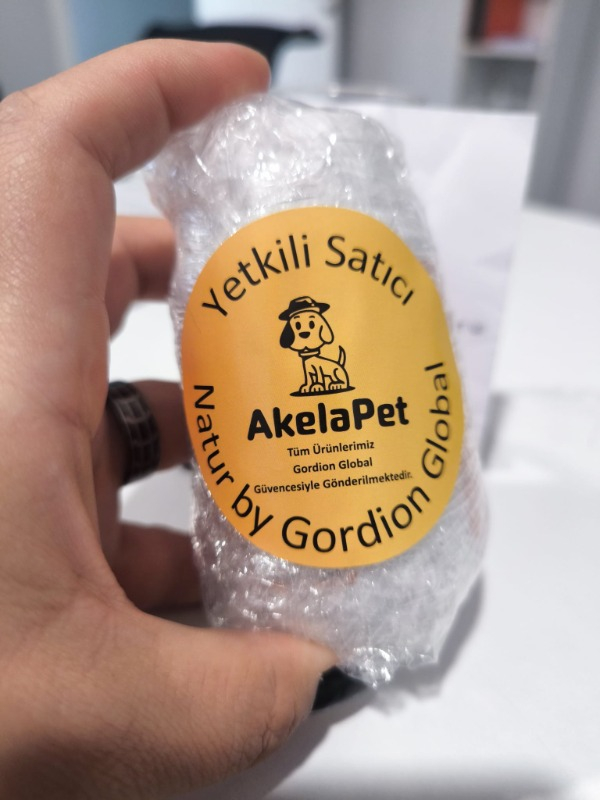 Yetkili Satıcı
AkelaPet
Tüm Ürünlerimiz
Gordion Global
Güvencesiyle Gönderilmektedir.
Natur by Gordion Global